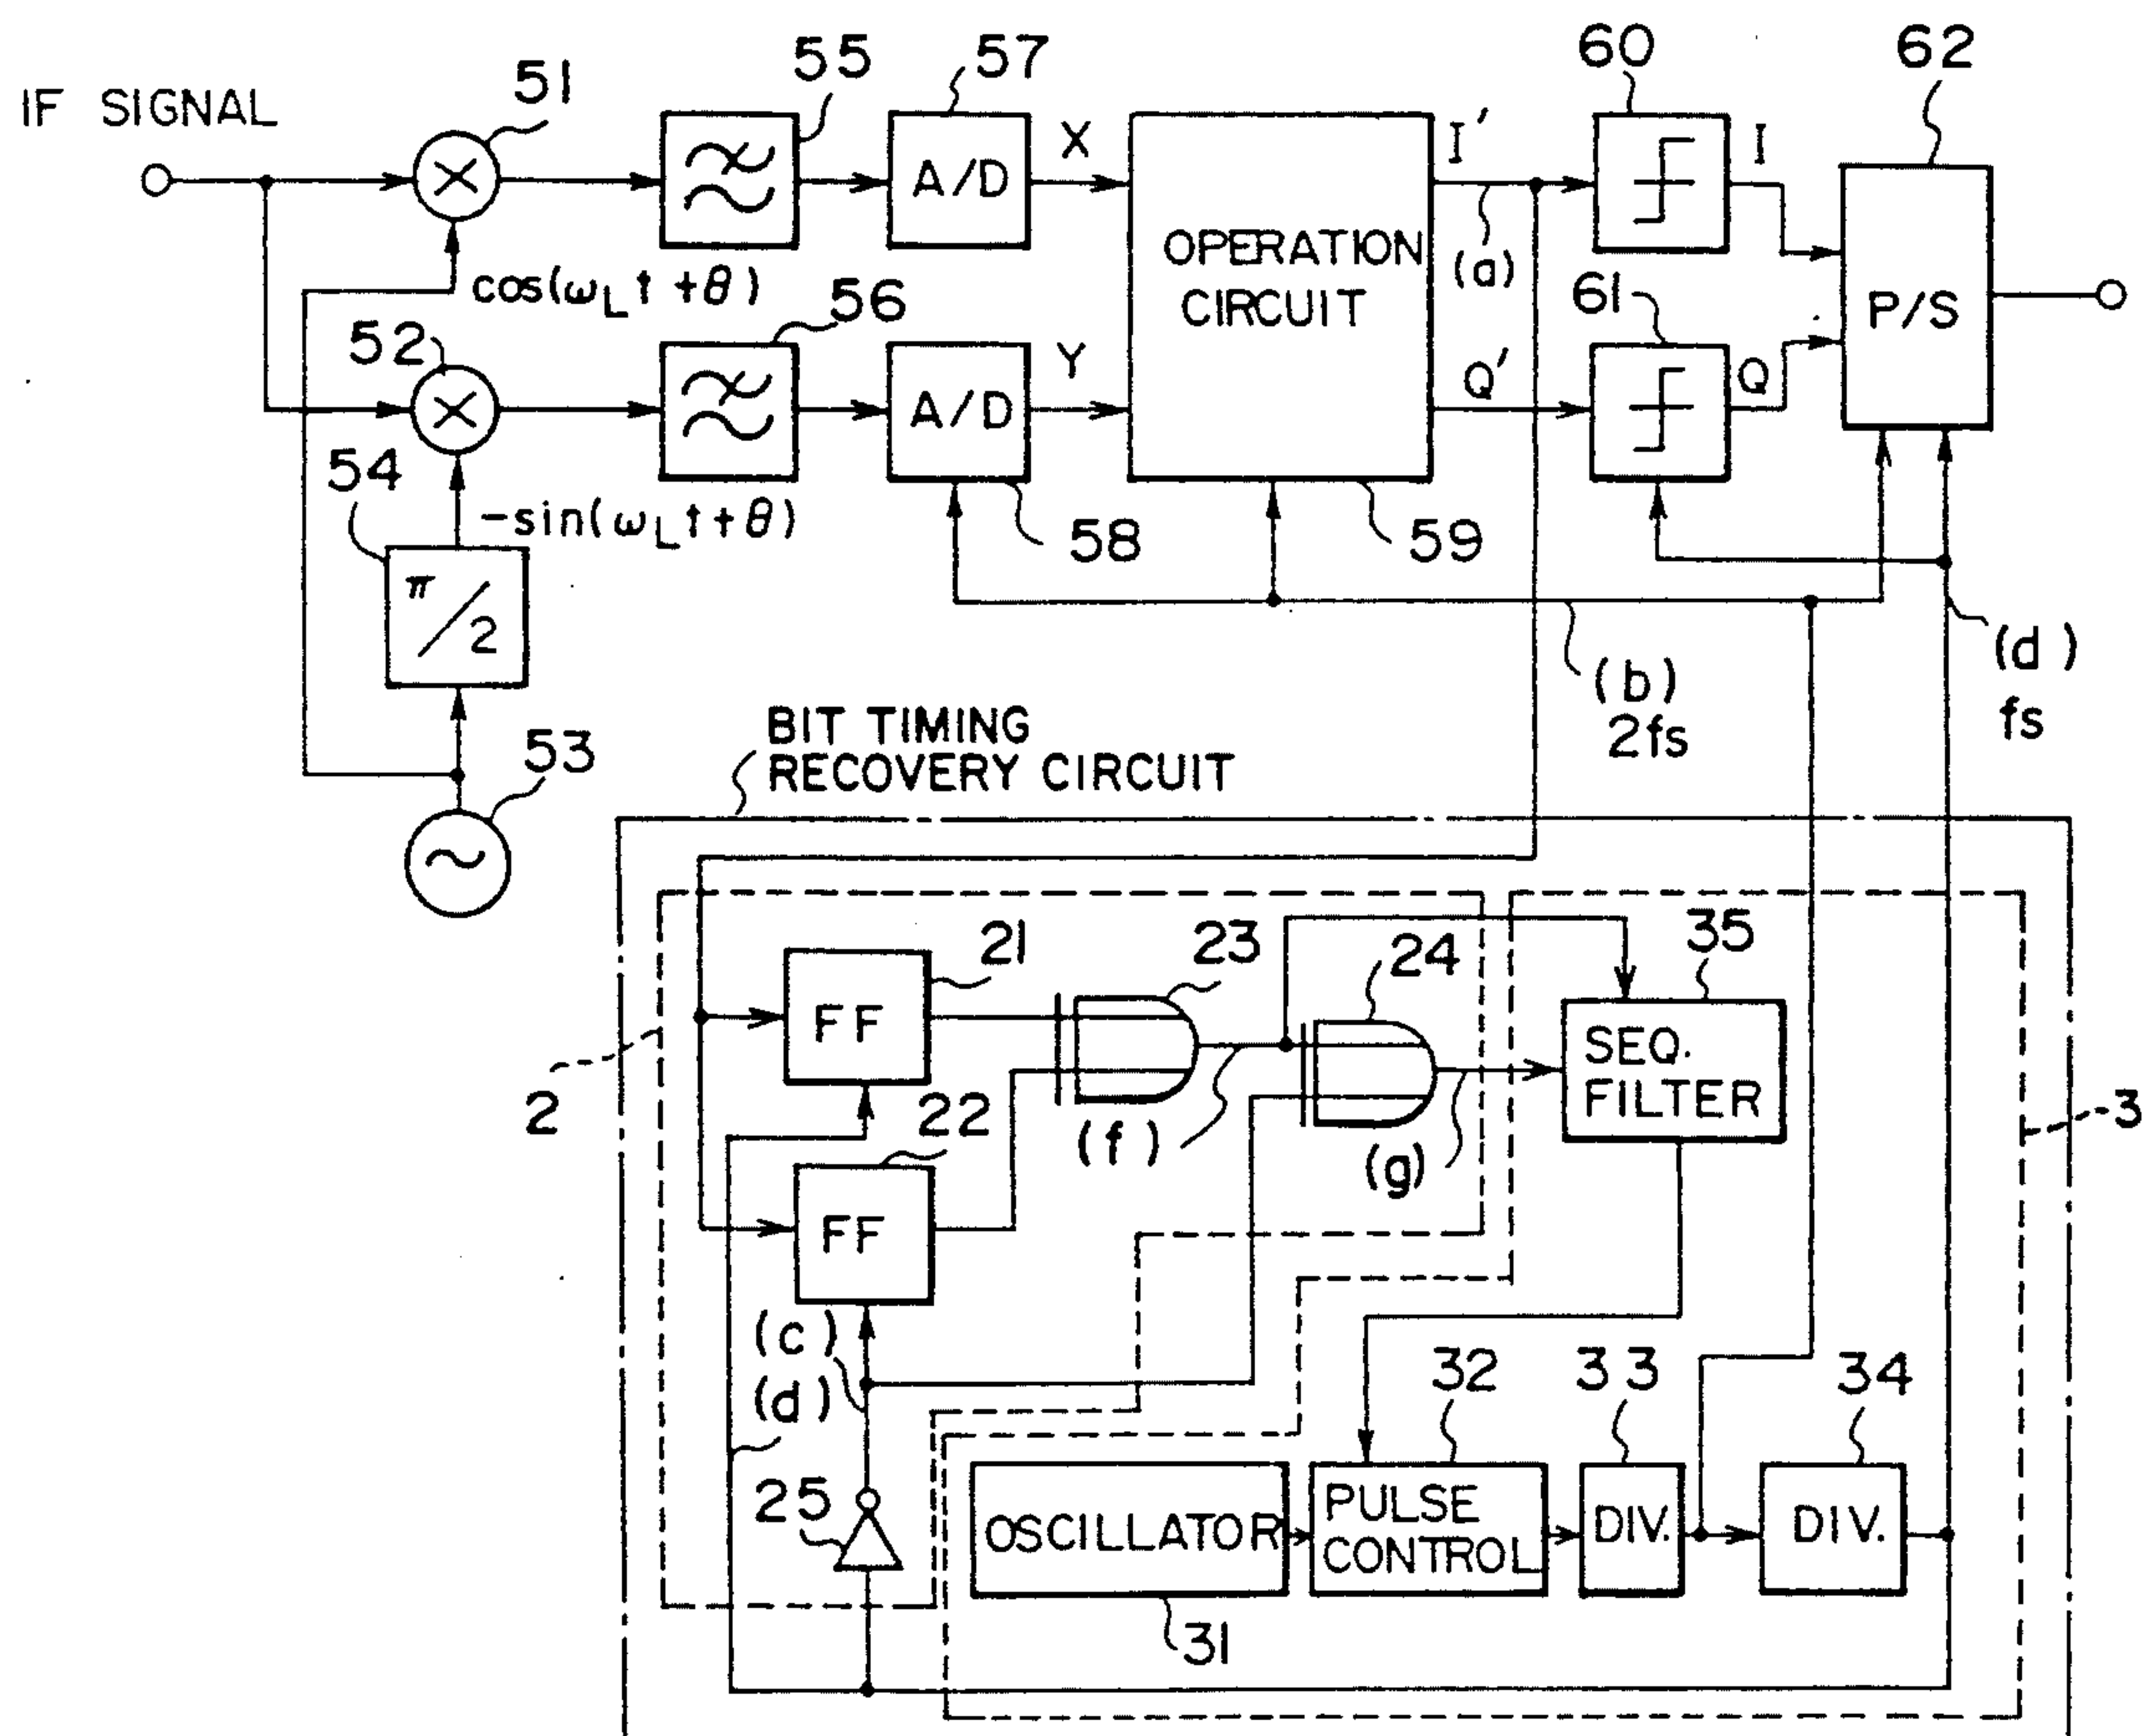 IF SIGNAL
51
55
57
60
62
X
I'
I
A/D
OPERATION
CIRCUIT
(a)
P/S
cos(ωLt+θ)
56
61
52
Y
Q'
Q
A/D
54
-sin(ωLt+θ)
58
59
π/2
(b)
2fs
(d)
fs
53
BIT TIMING
RECOVERY CIRCUIT
21
23
24
35
FF
SEQ.
FILTER
2
3
22
(f)
(g)
FF
(c)
(d)
32
33
34
25
OSCILLATOR
PULSE
CONTROL
DIV.
DIV.
31